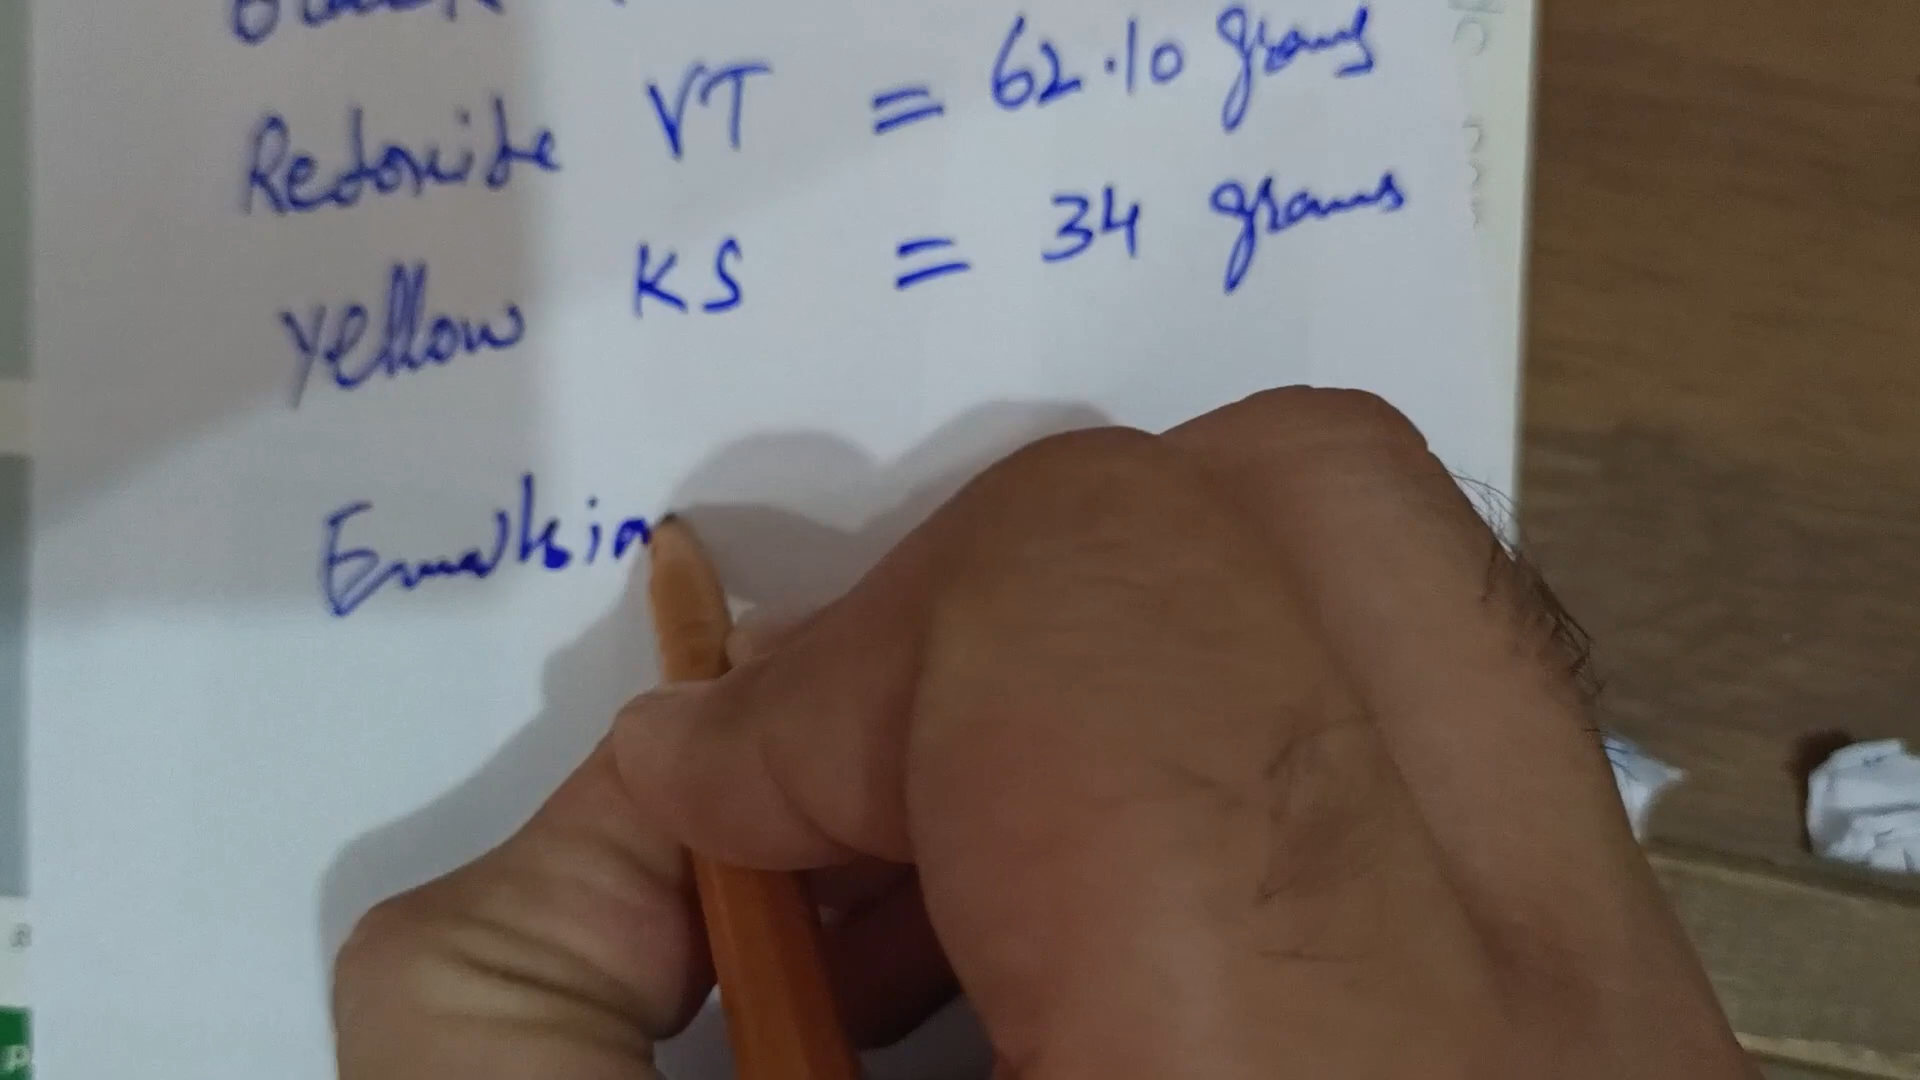 Redoxide VT = 62.10 grams
Yellow KS = 34 grams
Emulsion